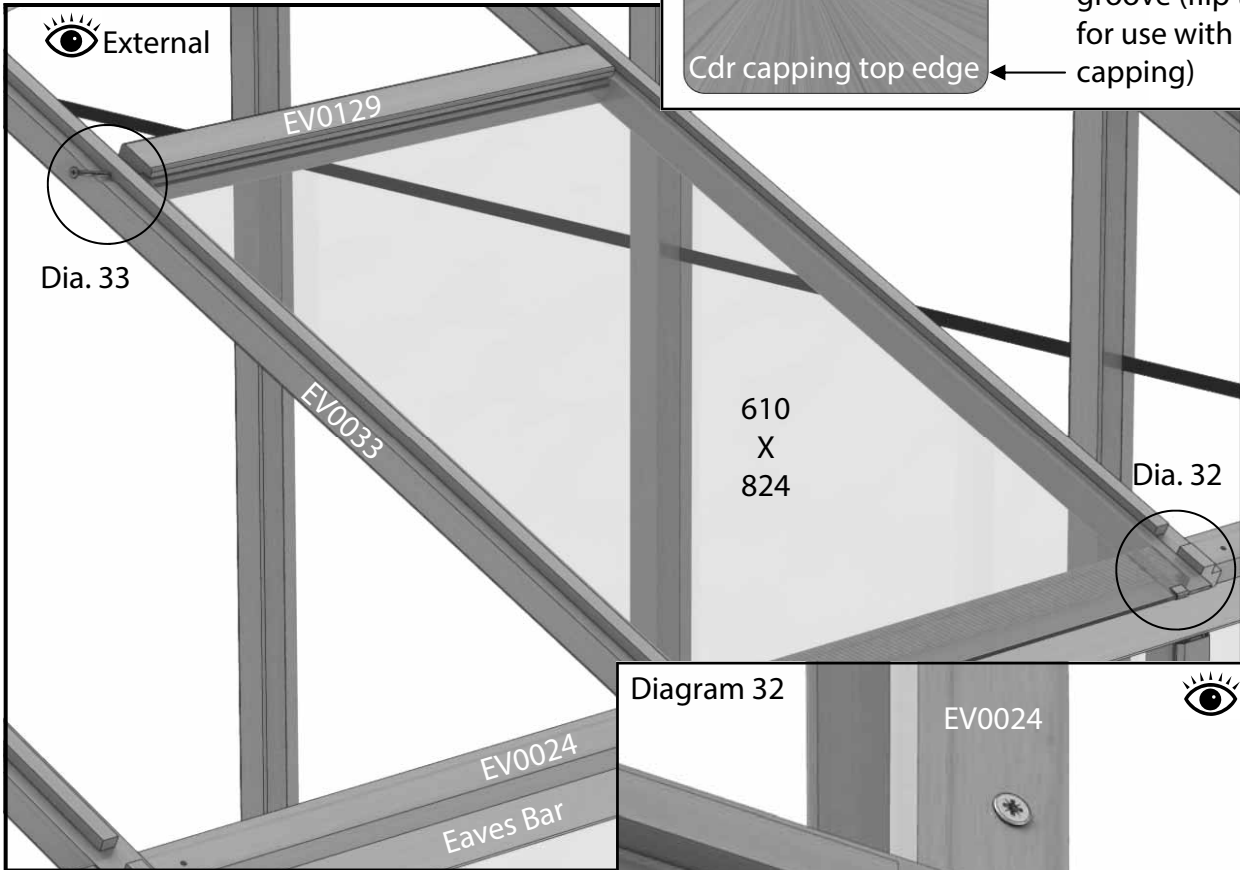 External
groove (flip
for use with
capping)
Cdr capping top edge
EV0129
Dia. 33
EV0033
610
X
824
Dia. 32
EV0024
Eaves Bar
Diagram 32
EV0024